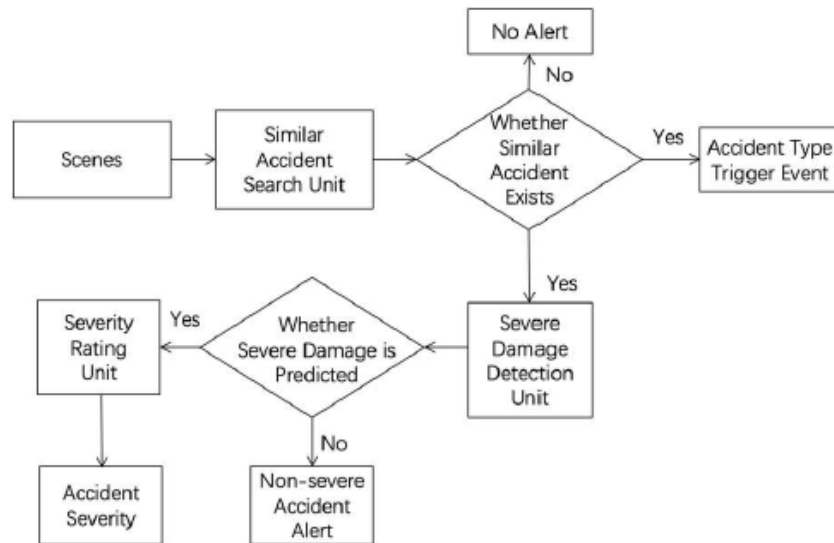 No Alert
No
Scenes
Similar
Accident
Search Unit
Whether
Similar
Accident
Exists
Yes
Accident Type
Trigger Event
Yes
Severity
Rating
Unit
Yes
Whether
Severe Damage is
Predicted
Severe
Damage
Detection
Unit
No
Accident
Severity
Non-severe
Accident
Alert